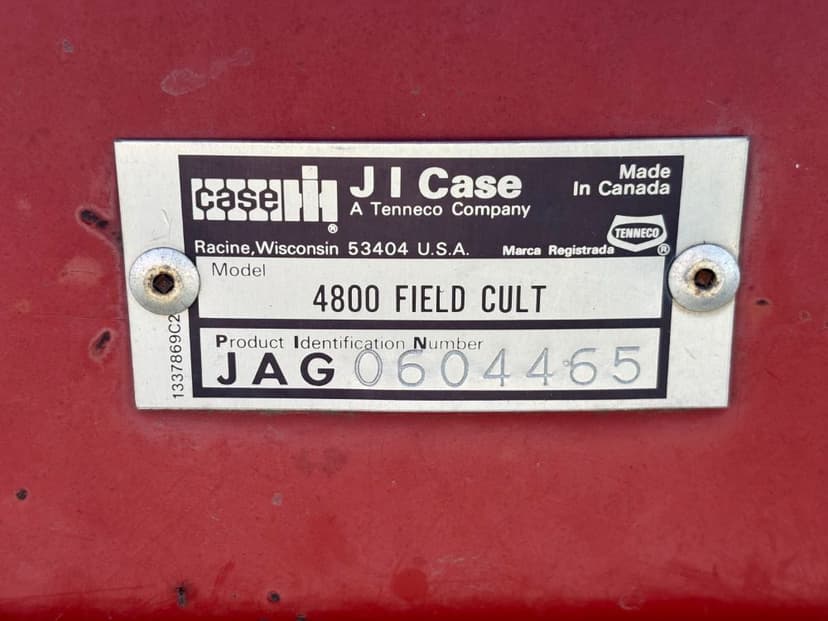 case IH ®
J I Case
A Tenneco Company
Made
In Canada
TENNECO ®
Racine, Wisconsin 53404 U.S.A.
Marca Registrada
Model
4800 FIELD CULT
Product Identification Number
JAG 0604465
1337869C2